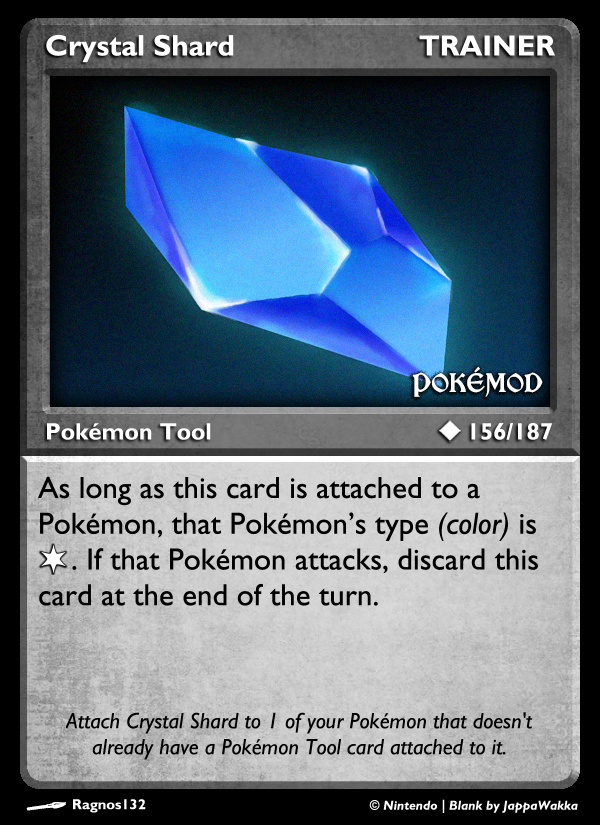 Crystal Shard TRAINER
POKÉMOD
Pokémon Tool 156/187
As long as this card is attached to a
Pokémon, that Pokémon's type (color) is
. If that Pokémon attacks, discard this
card at the end of the turn.
Attach Crystal Shard to 1 of your Pokémon that doesn't
already have a Pokémon Tool card attached to it.
Ragnos132 © Nintendo | Blank by JappaWakka